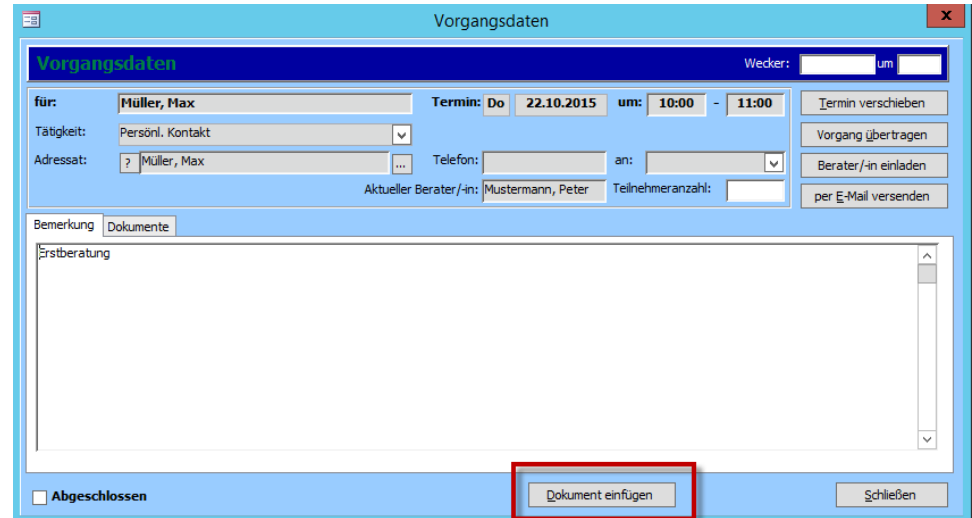 Vorgangsdaten
x
Vorgangsdaten Wecker: um
für: Müller, Max Termin: Do 22.10.2015 um: 10:00 - 11:00 Termin verschieben
Tätigkeit: Persönl. Kontakt Vorgang übertragen
Adressat: ? Müller, Max ... Telefon: an: Berater/-in einladen
Aktueller Berater/-in: Mustermann, Peter Teilnehmeranzahl: per E-Mail versenden
Bemerkung Dokumente
Erstberatung
Abgeschlossen Dokument einfügen Schließen